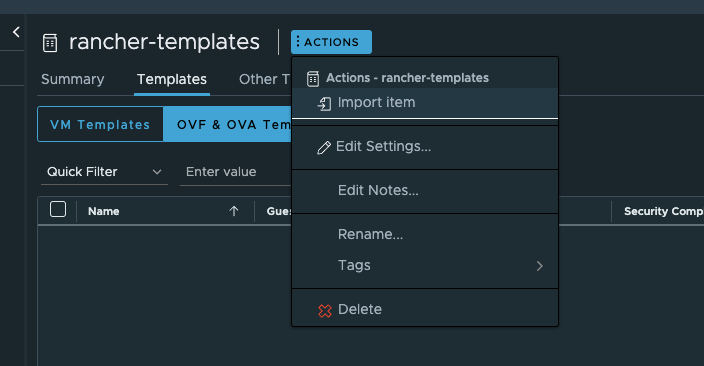 rancher-templates
ACTIONS
Summary
Templates
Other T
Actions - rancher-templates
Import item
VM Templates
OVF & OVA Tem
Edit Settings...
Quick Filter
Enter value
Edit Notes...
Name
Gues
Security Comp
Rename...
Tags
Delete